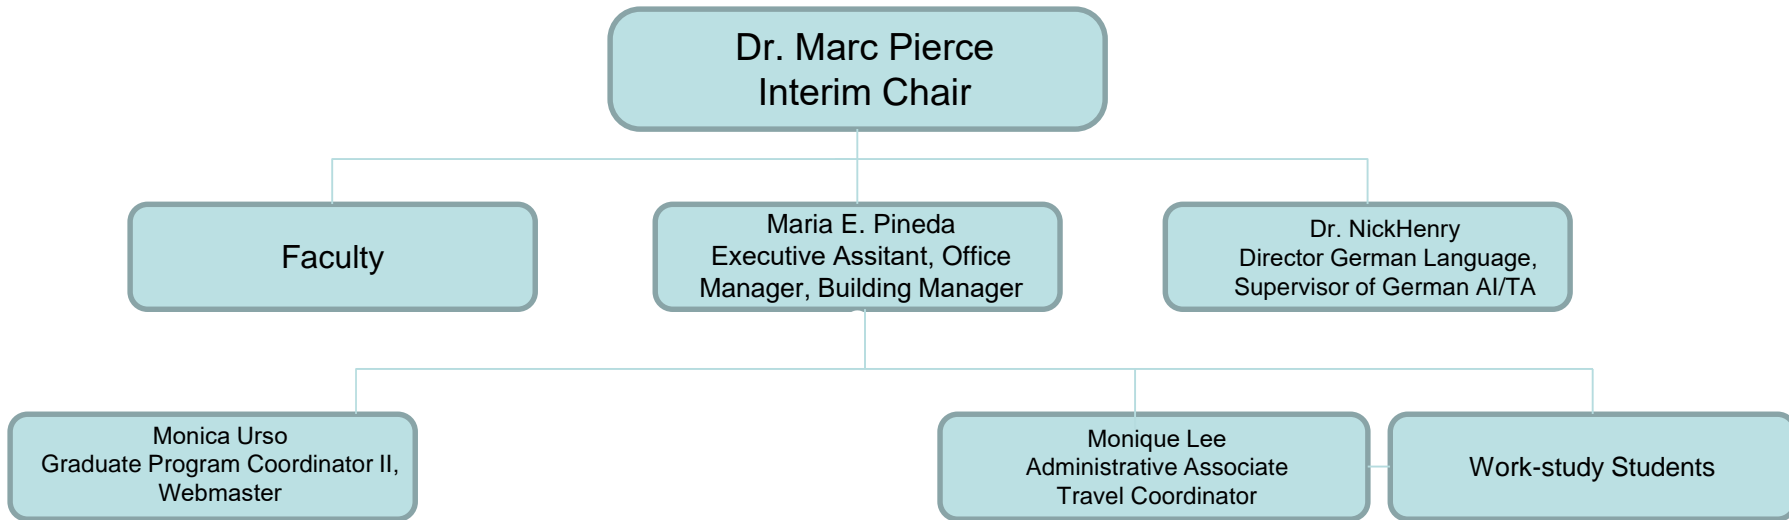 Dr. Marc Pierce
Interim Chair
Faculty
Maria E. Pineda
Executive Assitant, Office
Manager, Building Manager
Dr. NickHenry
Director German Language,
Supervisor of German AI/TA
Monica Urso
Graduate Program Coordinator II,
Webmaster
Monique Lee
Administrative Associate
Travel Coordinator
Work-study Students